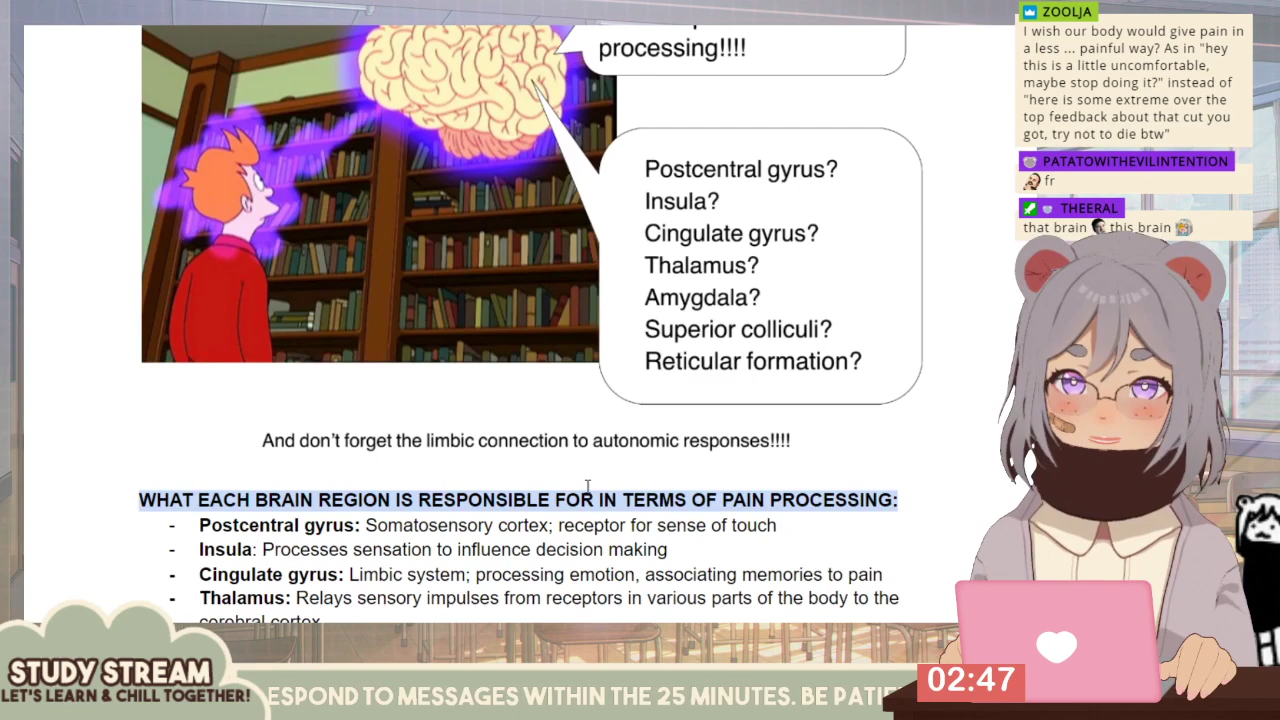 processing!!!!
Postcentral gyrus?
Insula?
Cingulate gyrus?
Thalamus?
Amygdala?
Superior colliculi?
Reticular formation?
And don't forget the limbic connection to autonomic responses!!!!
WHAT EACH BRAIN REGION IS RESPONSIBLE FOR IN TERMS OF PAIN PROCESSING:
- Postcentral gyrus: Somatosensory cortex; receptor for sense of touch
- Insula: Processes sensation to influence decision making
- Cingulate gyrus: Limbic system; processing emotion, associating memories to pain
- Thalamus: Relays sensory impulses from receptors in various parts of the body to the
cerebral cortex
ZOOLJA
I wish our body would give pain in
a less ... painful way? As in "hey
this is a little uncomfortable,
maybe stop doing it?" instead of
"here is some extreme over the
top feedback about that cut you
got, try not to die btw"
PATATOWITHEVILINTENTION
fr
THEERAL
that brain this brain
STUDY STREAM
LET'S LEARN & CHILL TOGETHER!
ESPOND TO MESSAGES WITHIN THE 25 MINUTES. BE PATIE
02:47